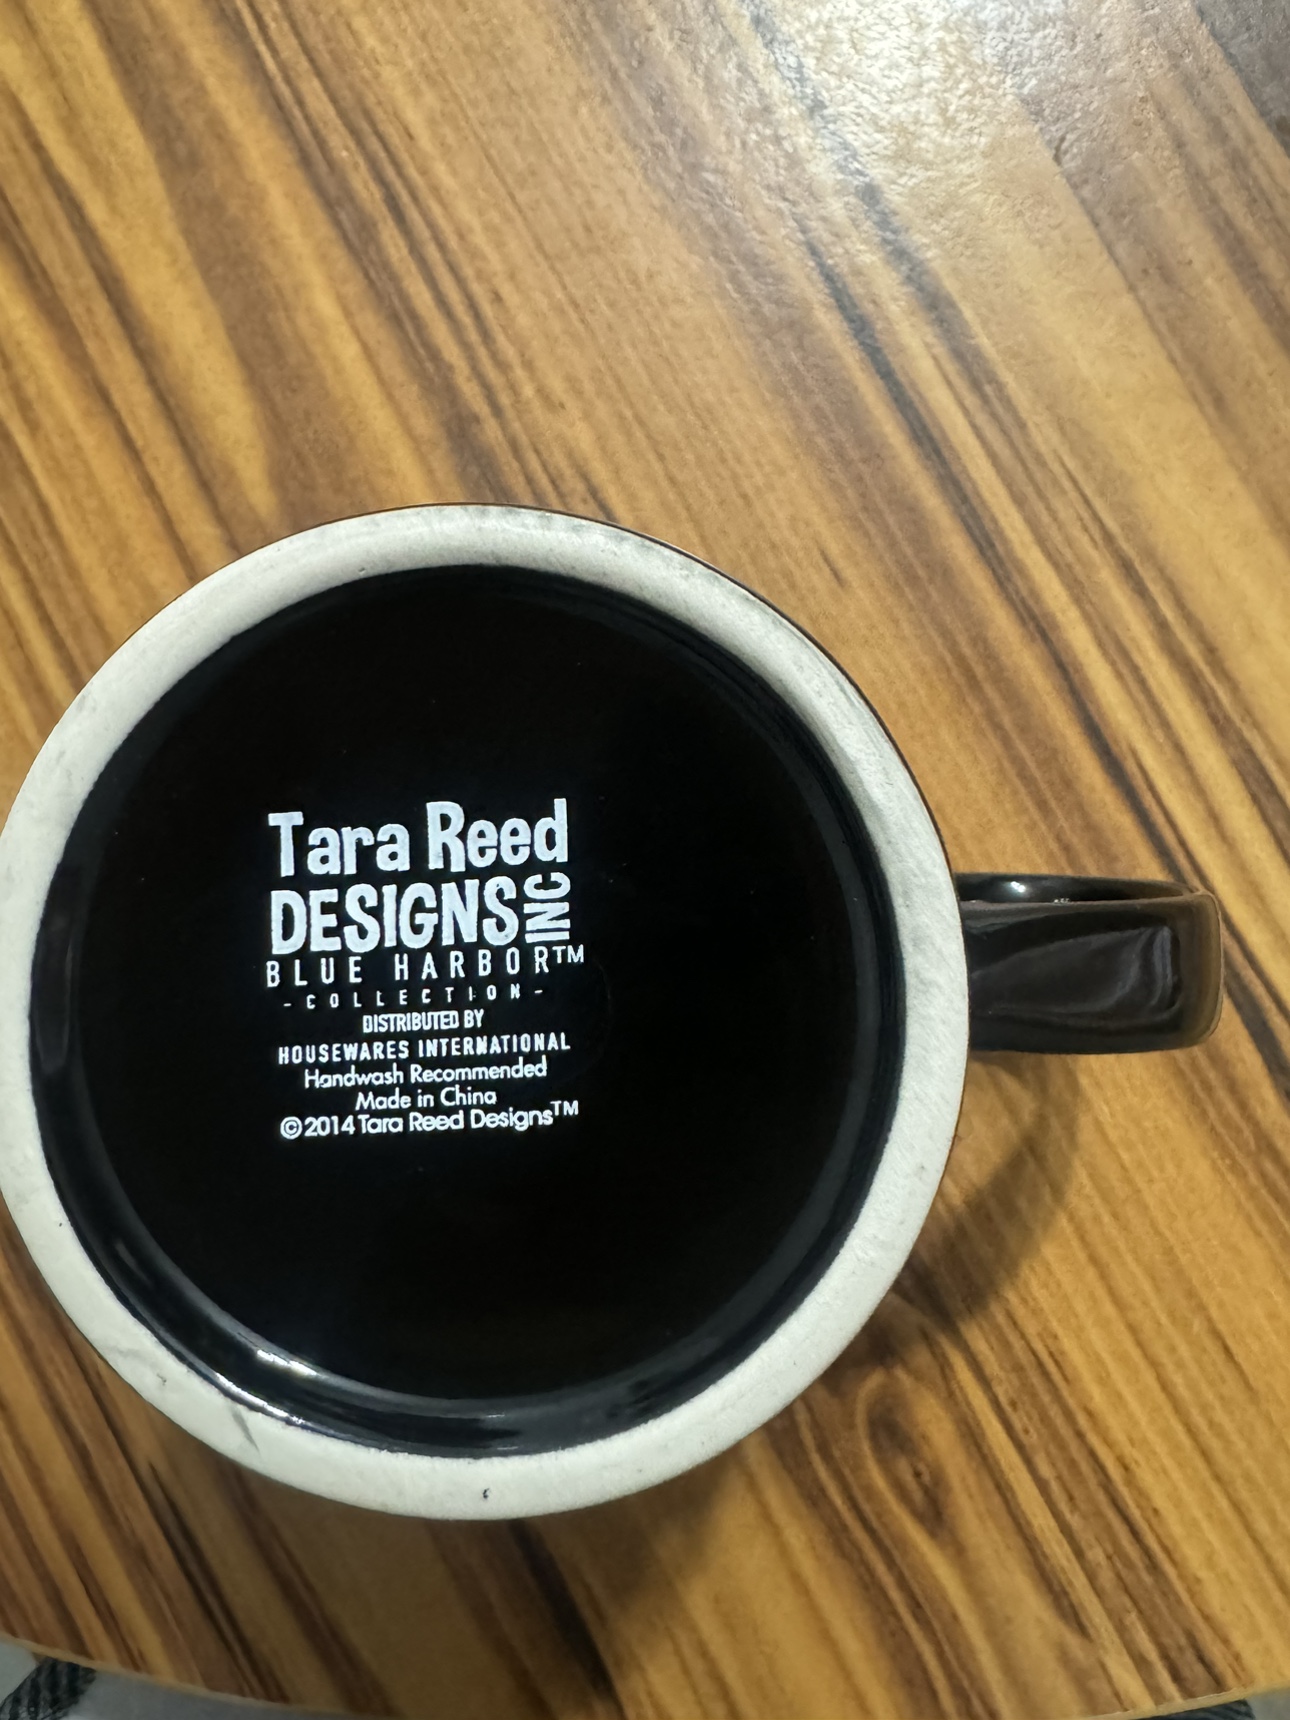 Tara Reed
DESIGNS INC
BLUE HARBOR™
-COLLECTION-
DISTRIBUTED BY
HOUSEWARES INTERNATIONAL
Handwash Recommended
Made in China
©2014 Tara Reed Designs™